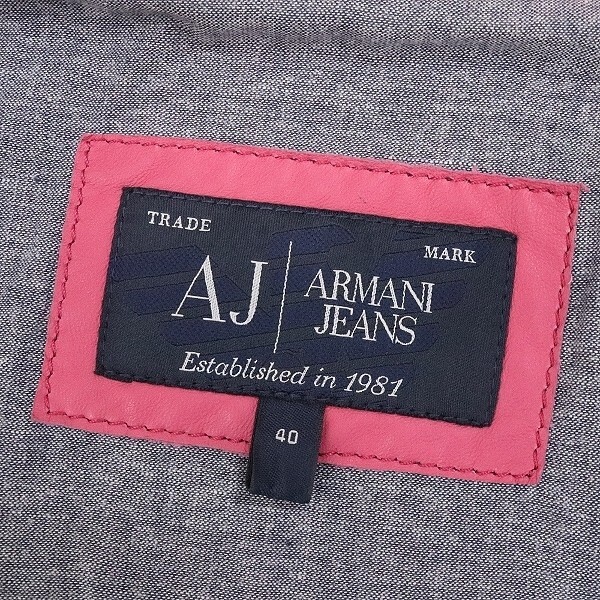 TRADE
MARK
AJ
ARMANI
JEANS
Established in 1981
40